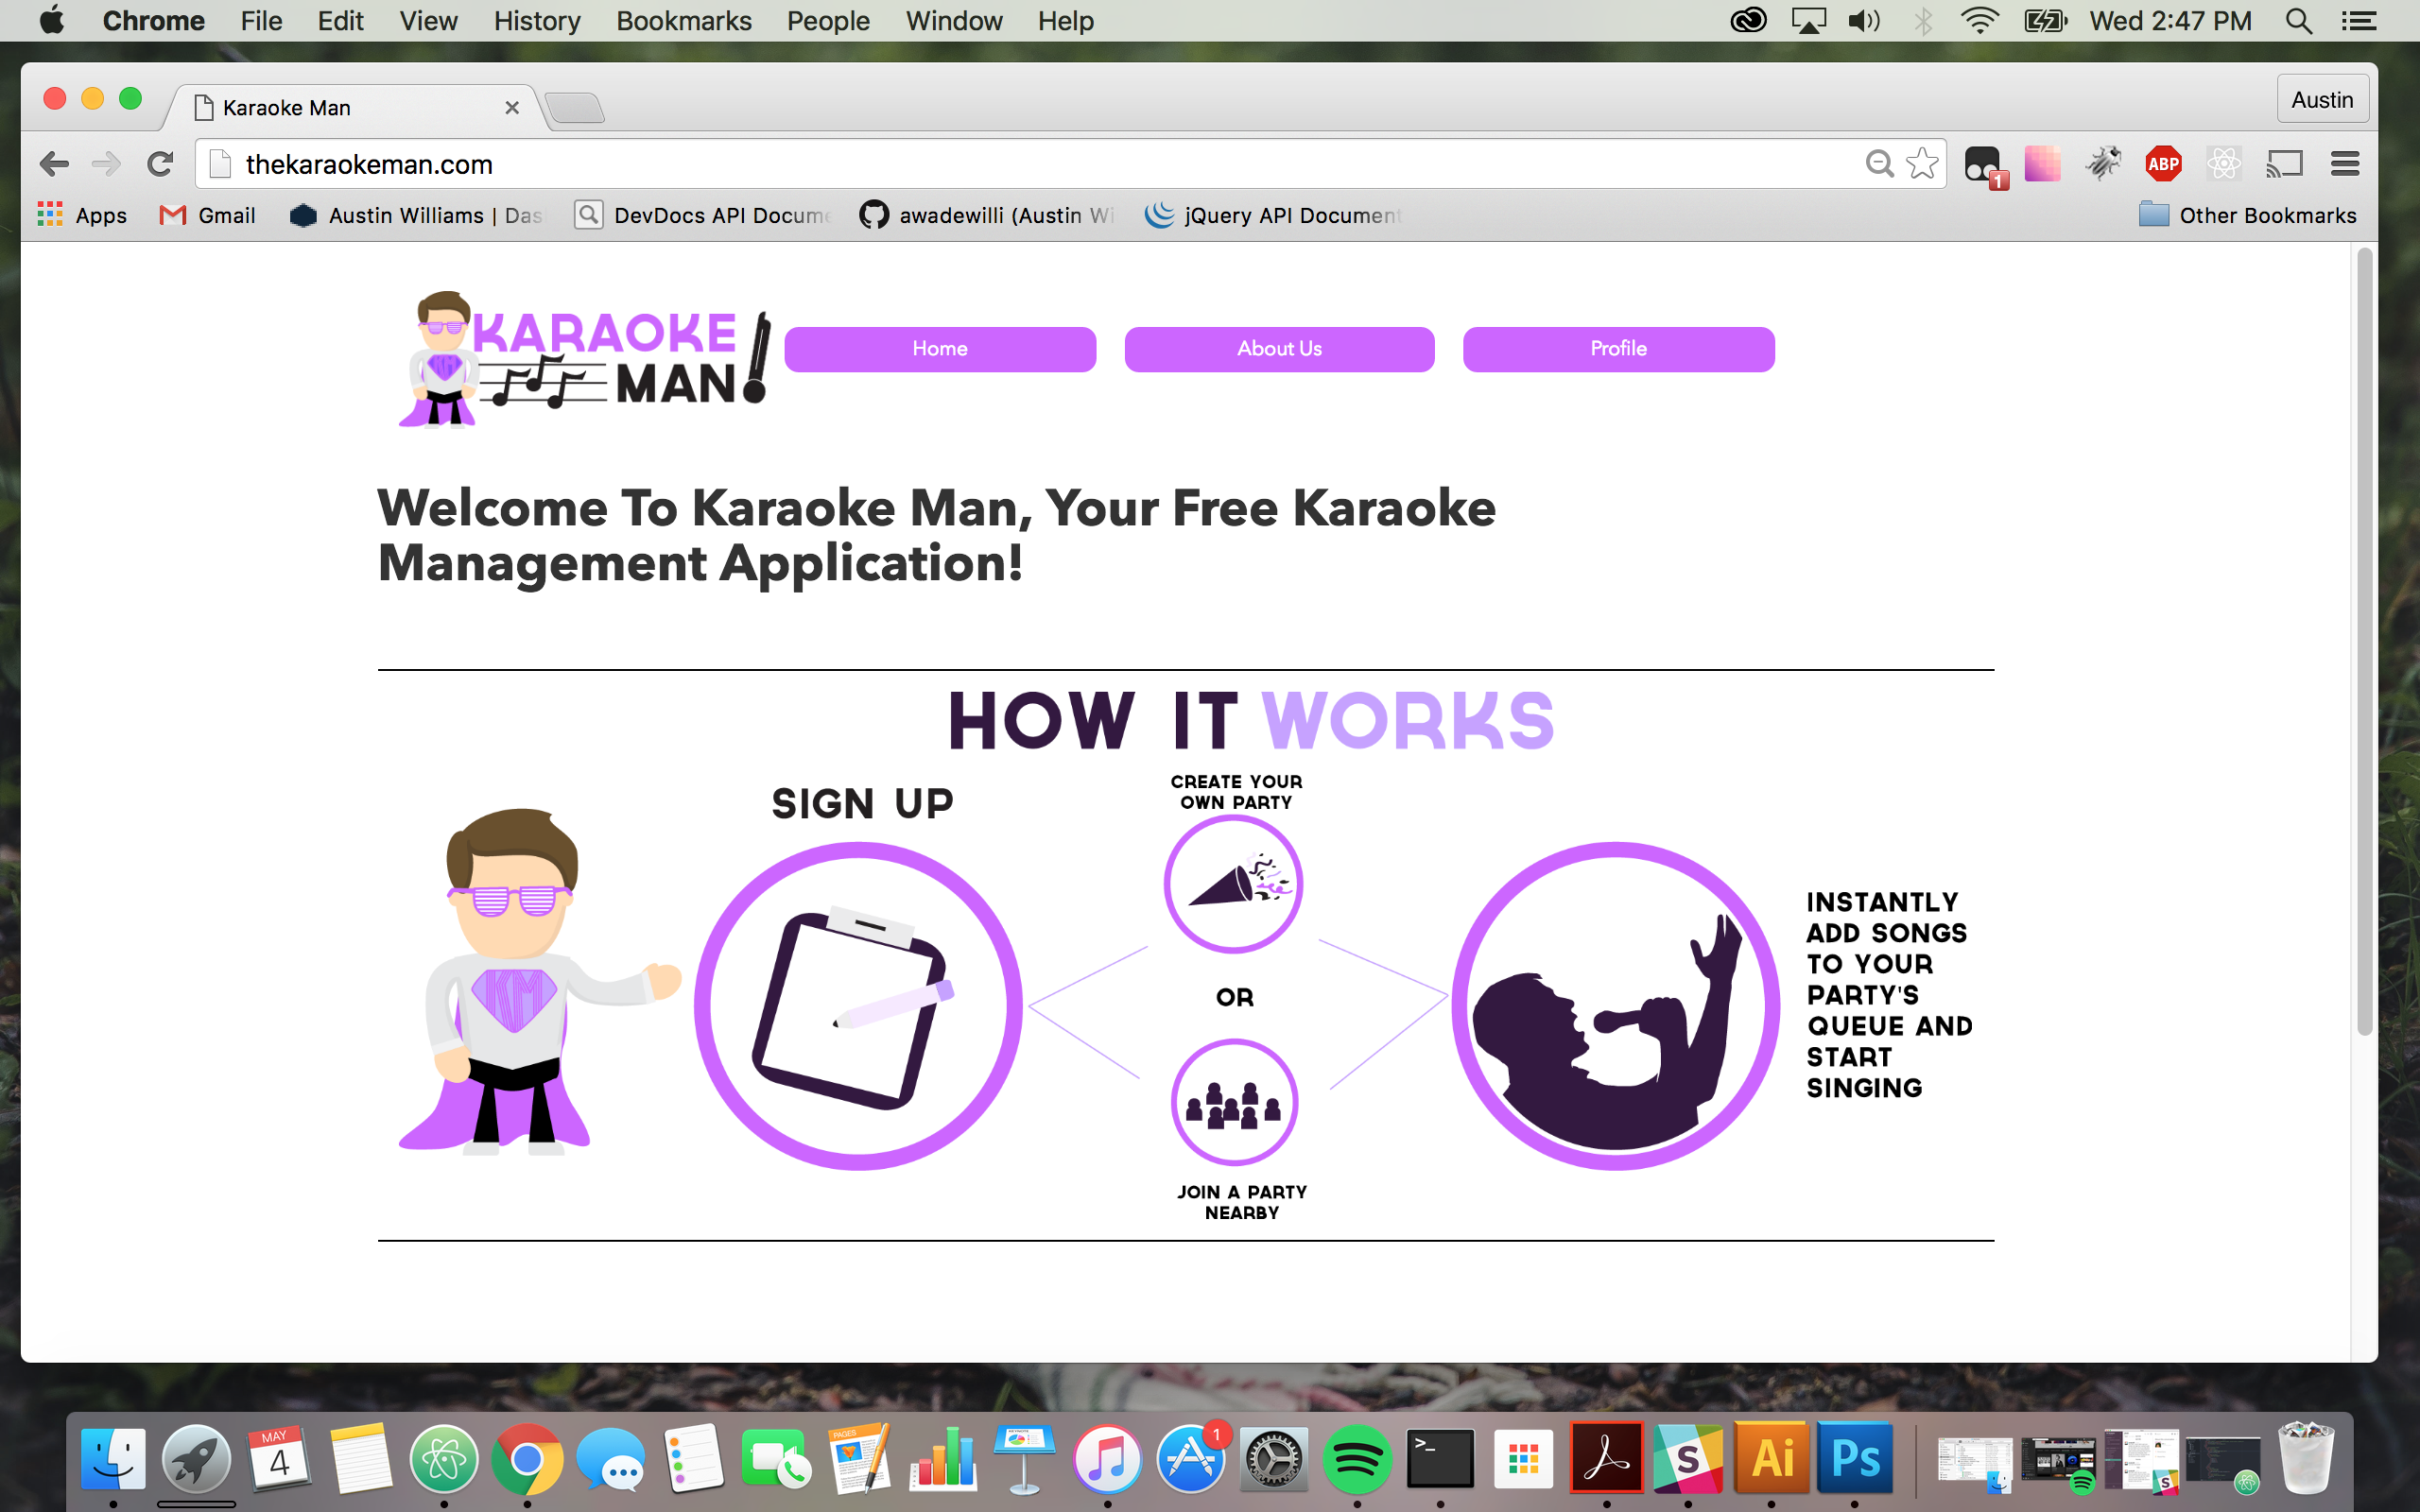 Chrome File Edit View History Bookmarks People Window Help Wed 2:47 PM
Karaoke Man
Austin
thekaraokeman.com
1
ABP
Apps Gmail Austin Williams | Das DevDocs API Docume awadewilli (Austin Wi jQuery API Document Other Bookmarks
KARAOKE
MAN
KM
Home About Us Profile
Welcome To Karaoke Man, Your Free Karaoke
Management Application!
HOW IT WORKS
SIGN UP
CREATE YOUR
OWN PARTY
KM
OR
JOIN A PARTY
NEARBY
INSTANTLY
ADD SONGS
TO YOUR
PARTY'S
QUEUE AND
START
SINGING
MAY
4
PAGES
1
>_
S
Ai
Ps